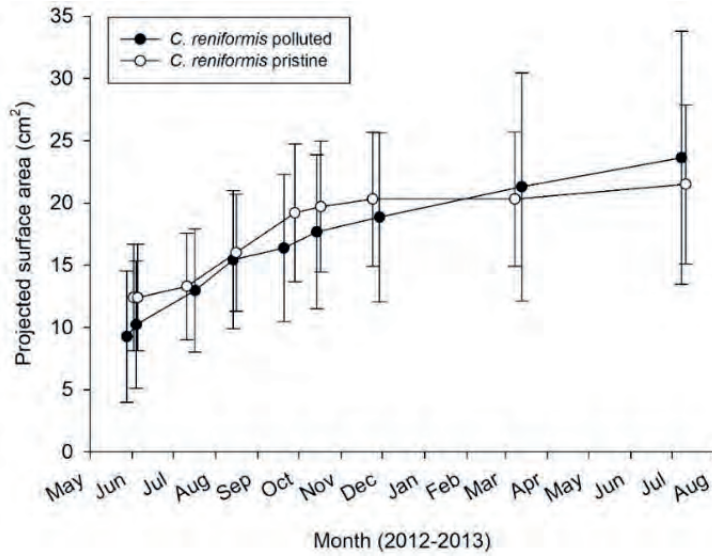 35
30
25
20
15
10
5
0
Projected surface area (cm²)
C. reniformis polluted
C. reniformis pristine
May Jun Jul Aug Sep Oct Nov Dec Jan Feb Mar Apr May Jun Jul Aug
Month (2012-2013)